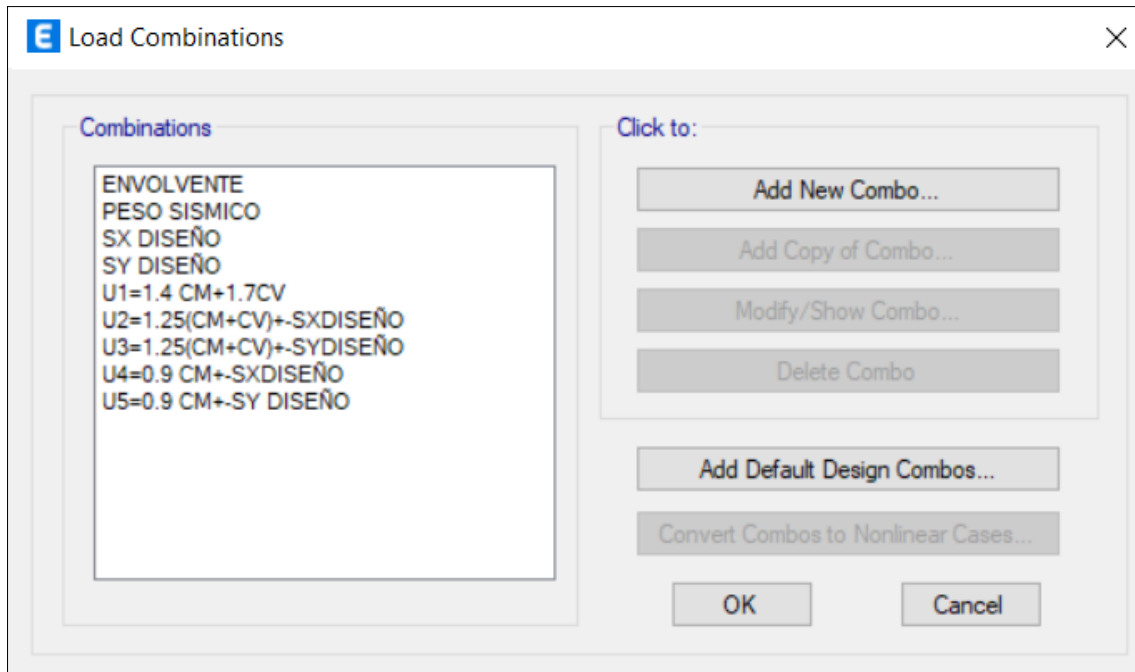 E Load Combinations
Combinations
ENVOLVENTE
PESO SISMICO
SX DISEÑO
SY DISEÑO
U1=1.4 CM+1.7CV
U2=1.25(CM+CV)+-SXDISEÑO
U3=1.25(CM+CV)+-SYDISEÑO
U4=0.9 CM+-SXDISEÑO
U5=0.9 CM+-SY DISEÑO
Click to:
Add New Combo...
Add Copy of Combo...
Modify/Show Combo...
Delete Combo
Add Default Design Combos...
Convert Combos to Nonlinear Cases...
OK
Cancel